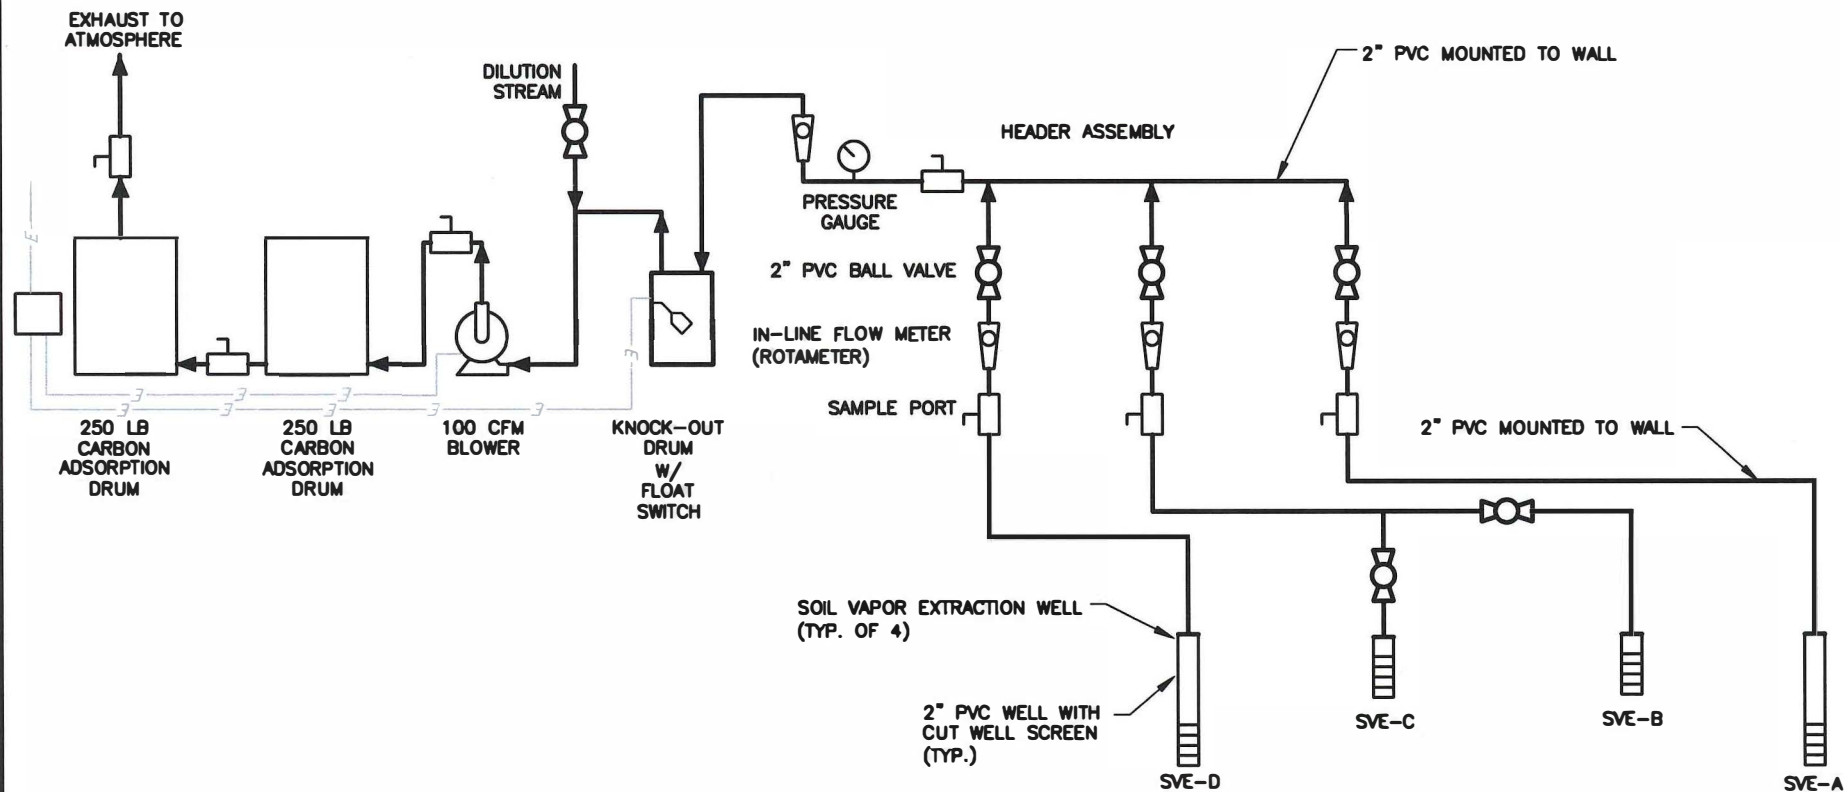 EXHAUST TO
ATMOSPHERE
DILUTION
STREAM
2" PVC MOUNTED TO WALL
HEADER ASSEMBLY
PRESSURE
GAUGE
2" PVC BALL VALVE
IN-LINE FLOW METER
(ROTAMETER)
SAMPLE PORT
2" PVC MOUNTED TO WALL
E
E
E
E
E
E
E
E
E
E
250 LB
CARBON
ADSORPTION
DRUM
250 LB
CARBON
ADSORPTION
DRUM
100 CFM
BLOWER
KNOCK-OUT
DRUM
W/
FLOAT
SWITCH
SOIL VAPOR EXTRACTION WELL
(TYP. OF 4)
2" PVC WELL WITH
CUT WELL SCREEN
(TYP.)
SVE-D
SVE-C
SVE-B
SVE-A